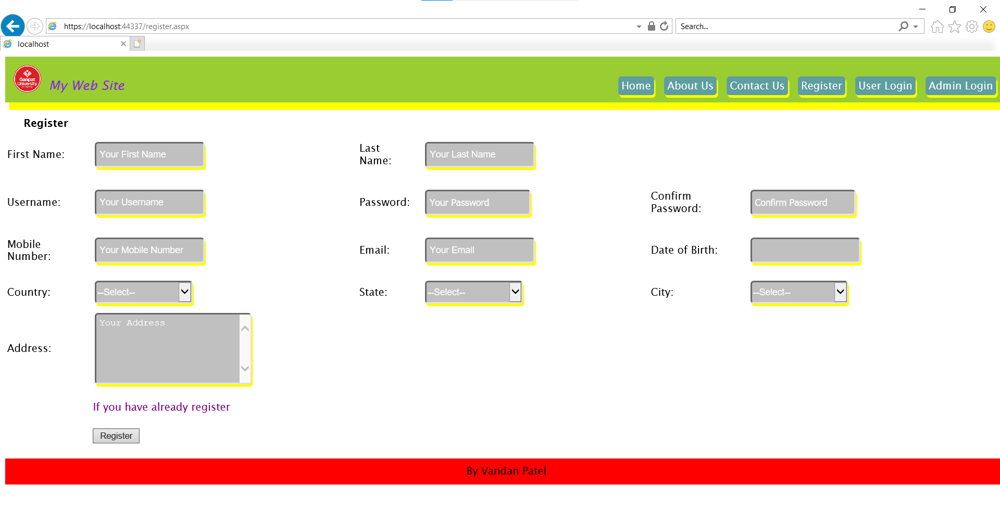 https://localhost:44337/register.aspx
Search...
localhost
Ganpat
University
My Web Site
Home
About Us
Contact Us
Register
User Login
Admin Login
Register
First Name:
Your First Name
Last
Name:
Your Last Name
Username:
Your Username
Password:
Your Password
Confirm
Password:
Confirm Password
Mobile
Number:
Your Mobile Number
Email:
Your Email
Date of Birth:
Country:
--Select--
State:
--Select--
City:
--Select--
Address:
Your Address
If you have already register
Register
By Vandan Patel